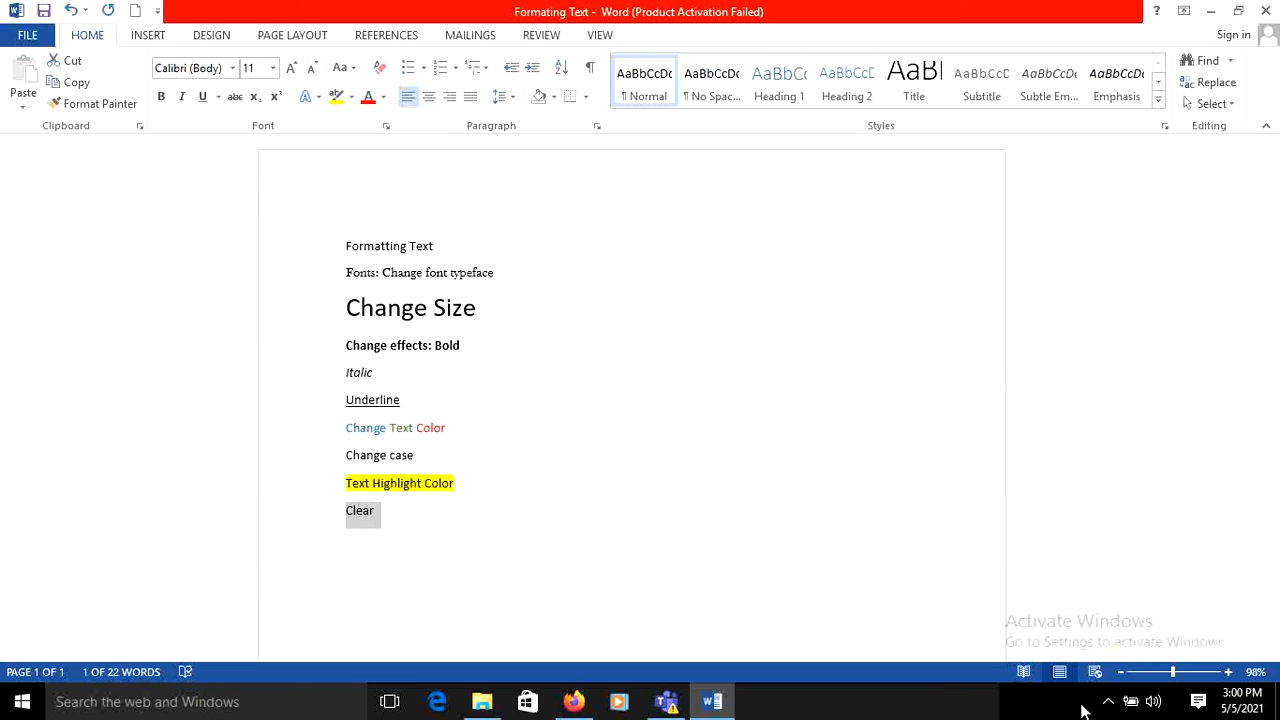 Formating Text - Word (Product Activation Failed)
?
FILE HOME INSERT DESIGN PAGE LAYOUT REFERENCES MAILINGS REVIEW VIEW Sign in
Paste
Cut
Copy
Format Painter
Clipboard
Calibri (Body) 11
Aa
B I U abc x₂ x²
A A
Font
Paragraph
AaBbCcDc AaBbCcDc AaBbCc AaBbCcC AaBl AaBbCcD AaBbCcDc AaBbCcDc
¶ Normal ¶ No Spac... Heading 1 Heading 2 Title Subtitle Subtle Em... Emphasis
Styles
Find
Replace
Select
Editing
Formatting Text
Fonts: Change font typeface
Change Size
Change effects: Bold
Italic
Underline
Change Text Color
Change case
Text Highlight Color
Clear
Activate Windows
Go to Settings to activate Windows
PAGE 1 OF 1 1 OF 22 WORDS 98%
Search the web and Windows
3:00 PM
5/5/2021